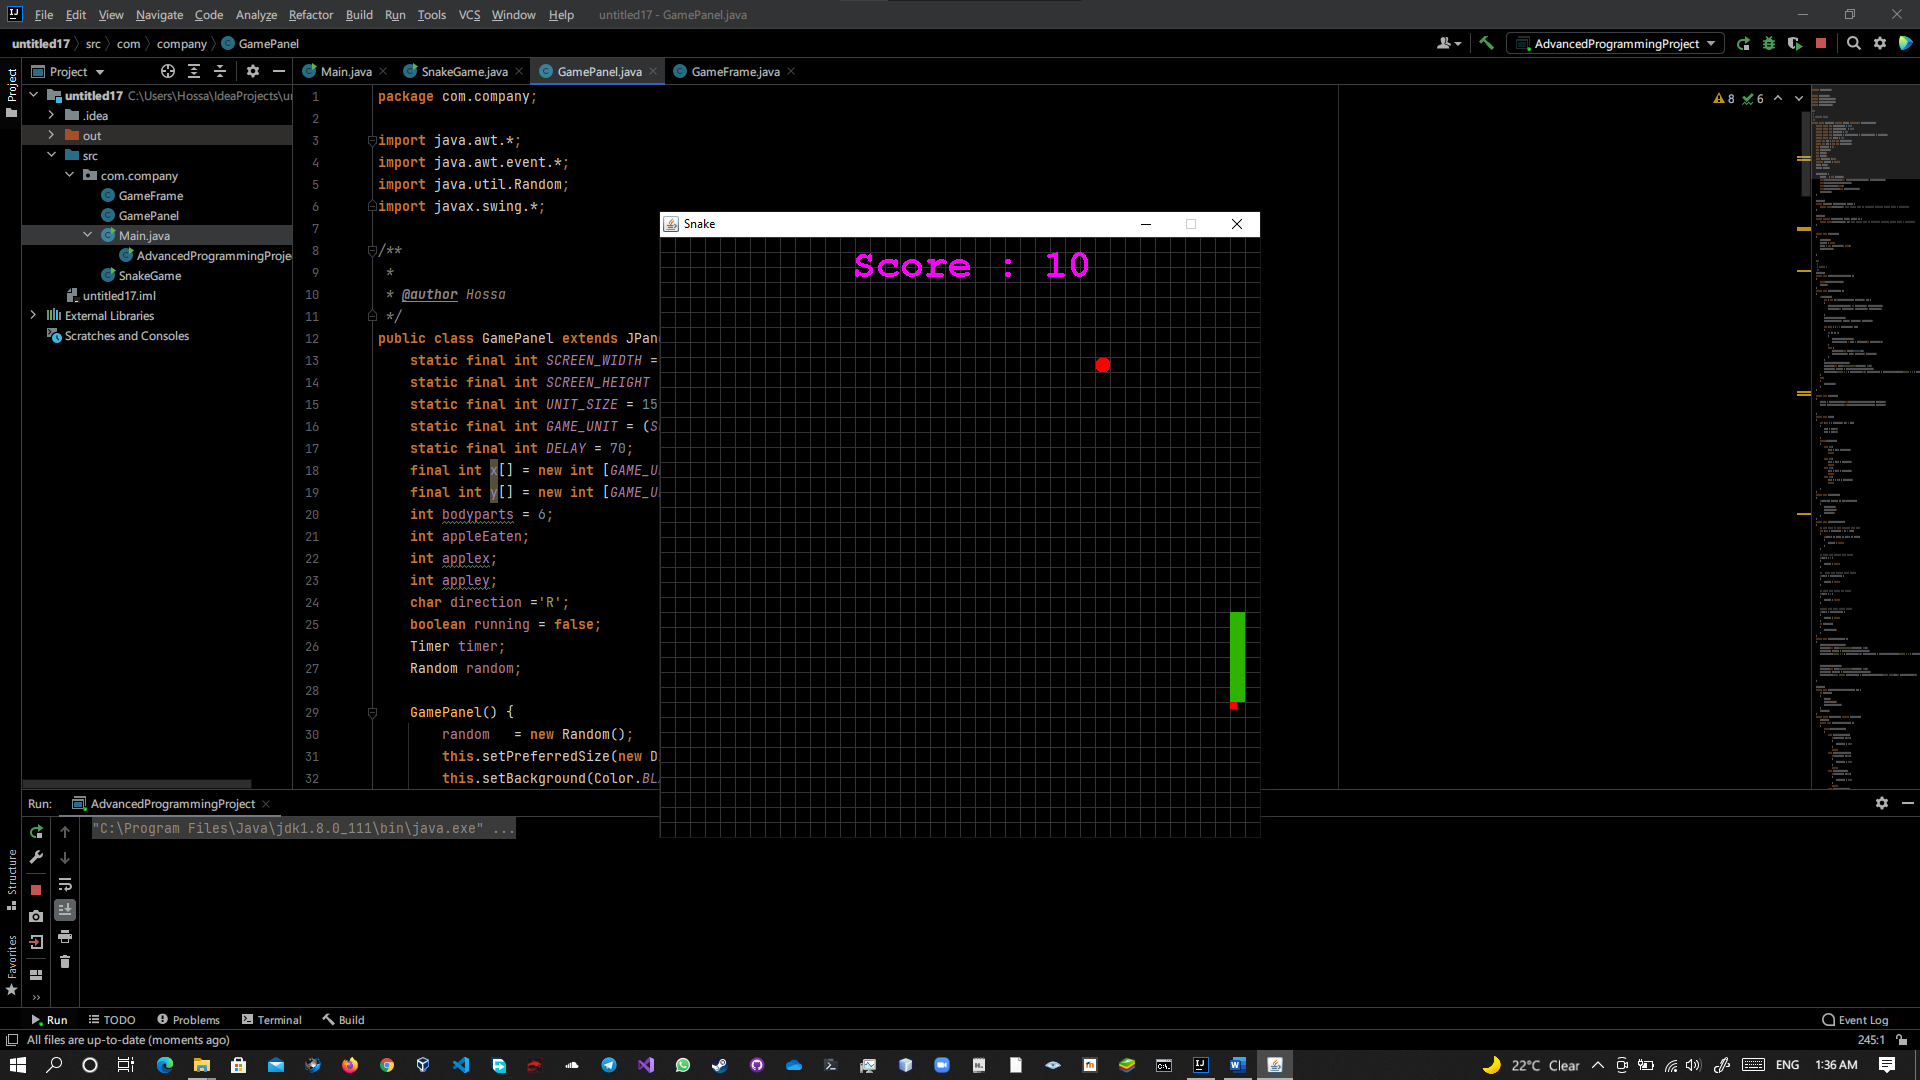 File Edit View Navigate Code Analyze Refactor Build Run Tools VCS Window Help untitled17 - GamePanel.java
untitled17 src com company GamePanel
AdvancedProgrammingProject
Project
Main.java SnakeGame.java GamePanel.java GameFrame.java
Project
untitled17 C:\Users\Hossa\IdeaProjects\
.idea
out
src
com.company
GameFrame
GamePanel
Main.java
AdvancedProgrammingProje
SnakeGame
untitled17.iml
External Libraries
Scratches and Consoles
8 6
1 package com.company;
2
3 import java.awt.*;
4 import java.awt.event.*;
5 import java.util.Random;
6 import javax.swing.*;
7
8 /**
9 *
10 * @author Hossa
11 */
12 public class GamePanel extends JPan
13 static final int SCREEN_WIDTH =
14 static final int SCREEN_HEIGHT
15 static final int UNIT_SIZE = 15
16 static final int GAME_UNIT = (S
17 static final int DELAY = 70;
18 final int x[] = new int [GAME_U
19 final int y[] = new int [GAME_U
20 int bodyparts = 6;
21 int appleEaten;
22 int applex;
23 int appley;
24 char direction ='R';
25 boolean running = false;
26 Timer timer;
27 Random random;
28
29 GamePanel() {
30 random = new Random();
31 this.setPreferredSize(new D
32 this.setBackground(Color.BL
Snake
Score : 10
Run: AdvancedProgrammingProject
"C:\Program Files\Java\jdk1.8.0_111\bin\java.exe" ...
Structure
Favorites
Run TODO Problems Terminal Build Event Log
All files are up-to-date (moments ago) 245:1
22°C Clear ENG 1:36 AM